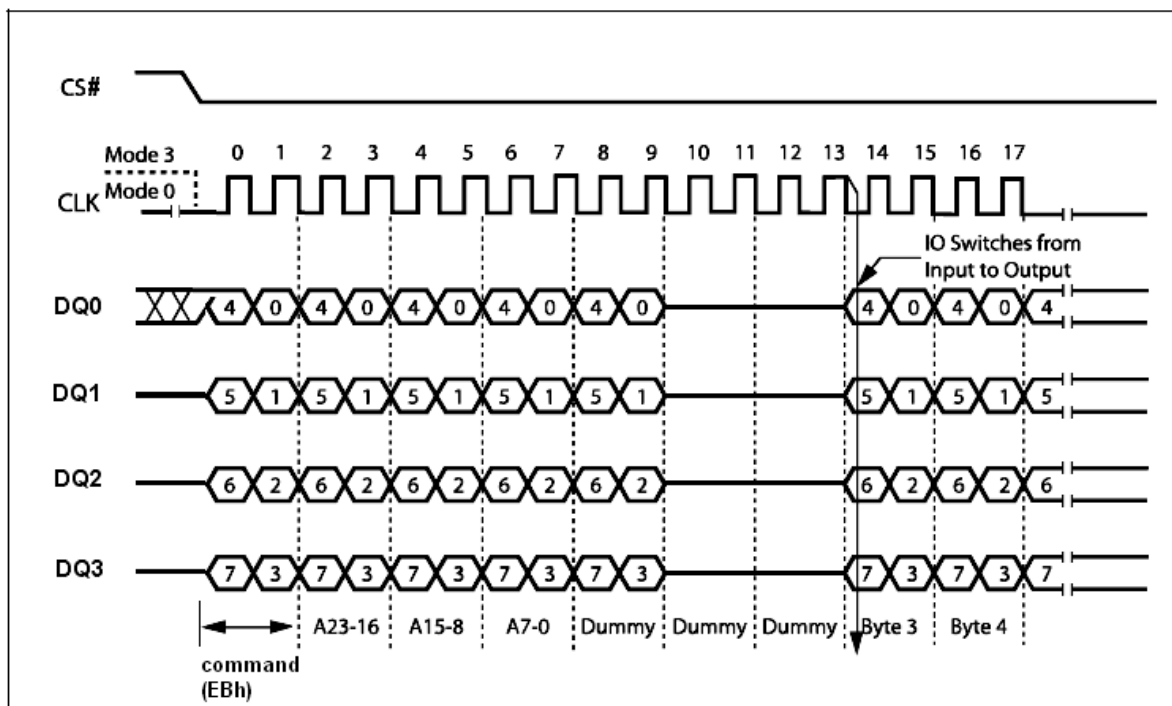 CS#
0 1 2 3 4 5 6 7 8 9 10 11 12 13 14 15 16 17
Mode 3
CLK Mode 0
IO Switches from
Input to Output
DQ0 4 0 4 0 4 0 4 0 4 0 4 0 4 0 4
DQ1 5 1 5 1 5 1 5 1 5 1 5 1 5 1 5
DQ2 6 2 6 2 6 2 6 2 6 2 6 2 6 2 6
DQ3 7 3 7 3 7 3 7 3 7 3 7 3 7 3 7
A23-16 A15-8 A7-0 Dummy Dummy Dummy Byte 3 Byte 4
command
(EBh)